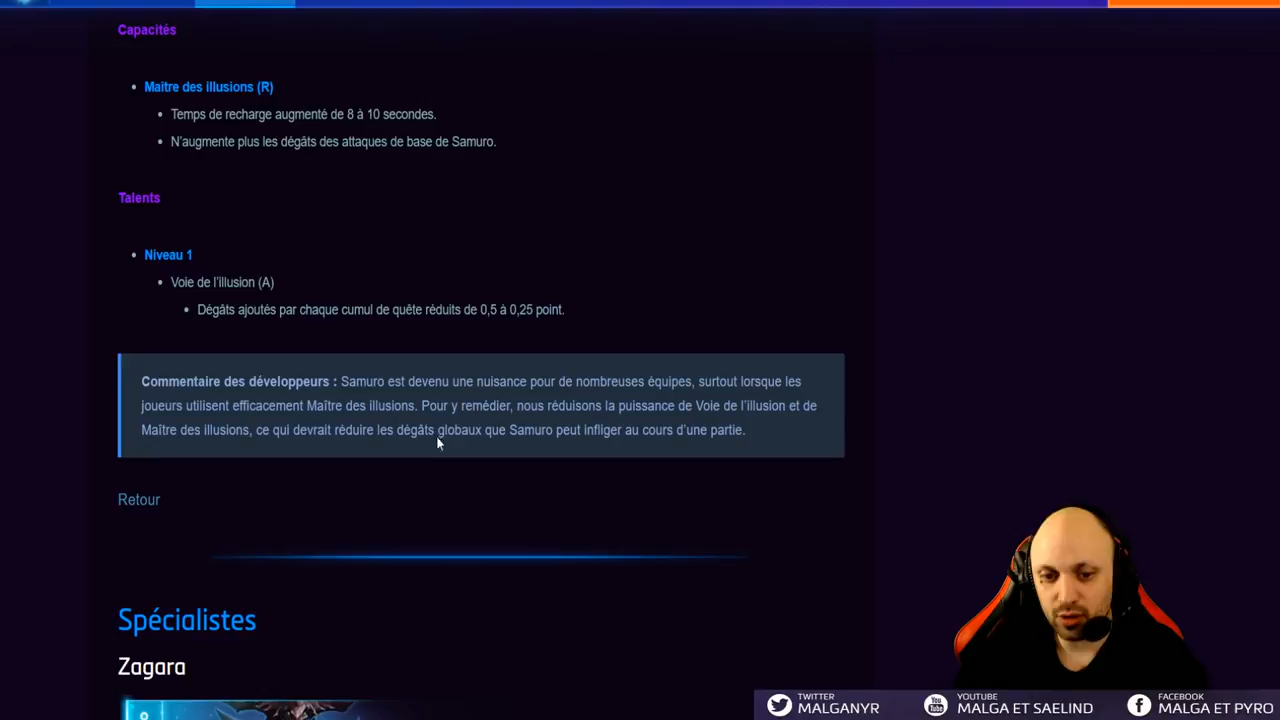 Capacités
Maître des illusions (R)
Temps de recharge augmenté de 8 à 10 secondes.
N'augmente plus les dégâts des attaques de base de Samuro.
Talents
Niveau 1
Voie de l'illusion (A)
Dégâts ajoutés par chaque cumul de quête réduits de 0,5 à 0,25 point.
Commentaire des développeurs : Samuro est devenu une nuisance pour de nombreuses équipes, surtout lorsque les
joueurs utilisent efficacement Maître des illusions. Pour y remédier, nous réduisons la puissance de Voie de l'illusion et de
Maître des illusions, ce qui devrait réduire les dégâts globaux que Samuro peut infliger au cours d'une partie.
Retour
Spécialistes
Zagara
TWITTER
MALGANYR
YOUTUBE
MALGA ET SAELIND
FACEBOOK
MALGA ET PYRO